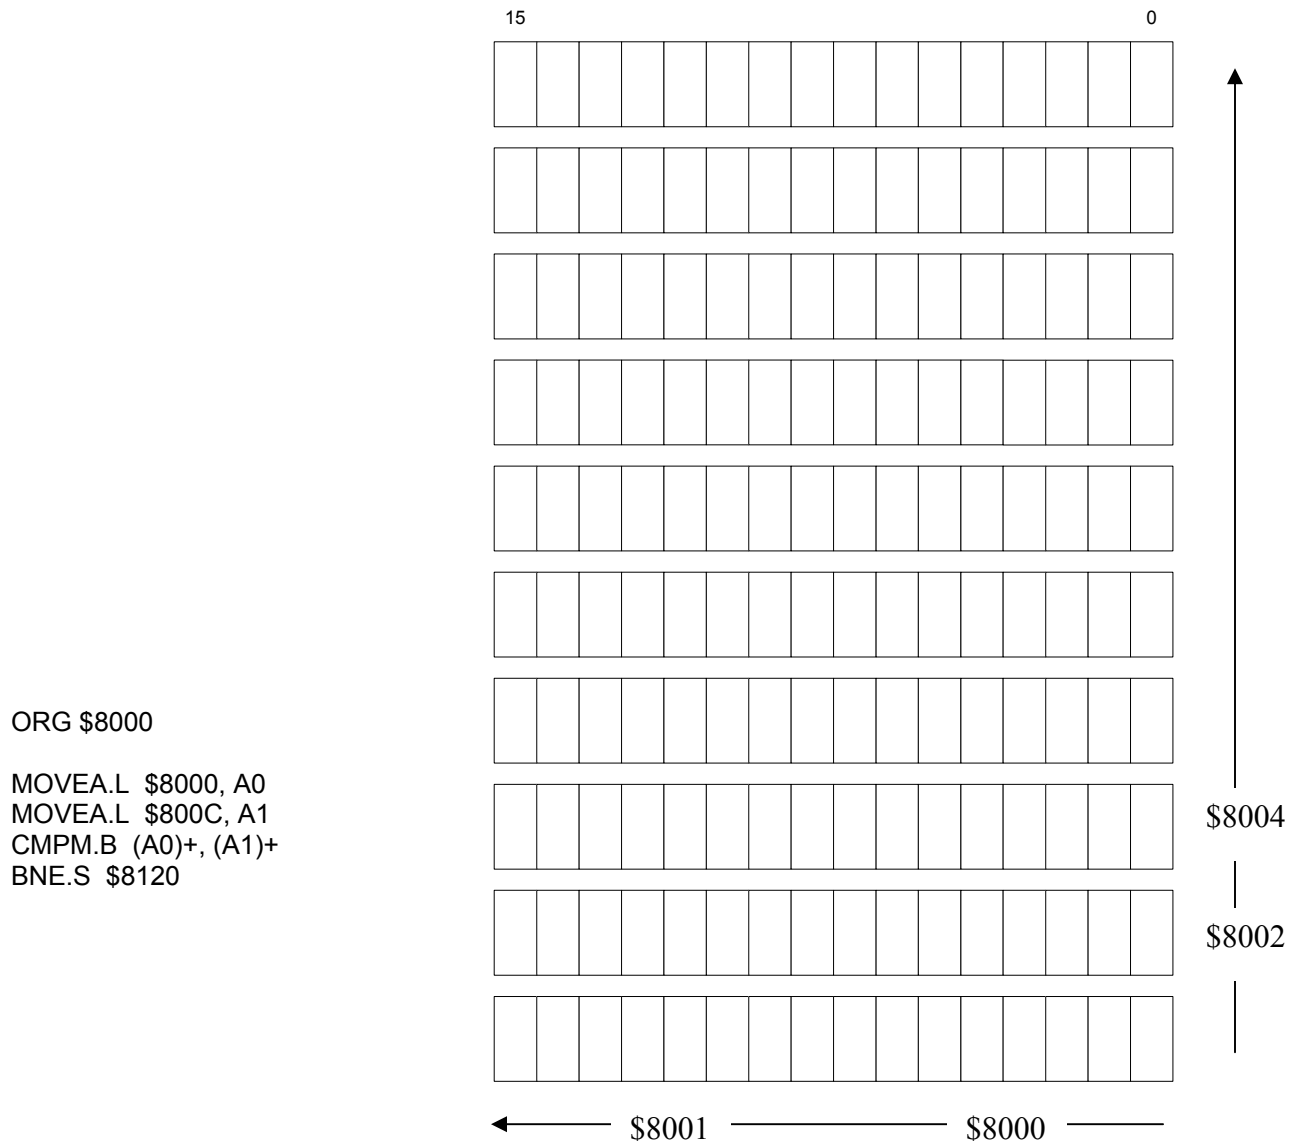 15 0
ORG $8000
MOVEA.L $8000, A0
MOVEA.L $800C, A1
CMPM.B (A0)+, (A1)+
BNE.S $8120
$8004
$8002
$8001 $8000